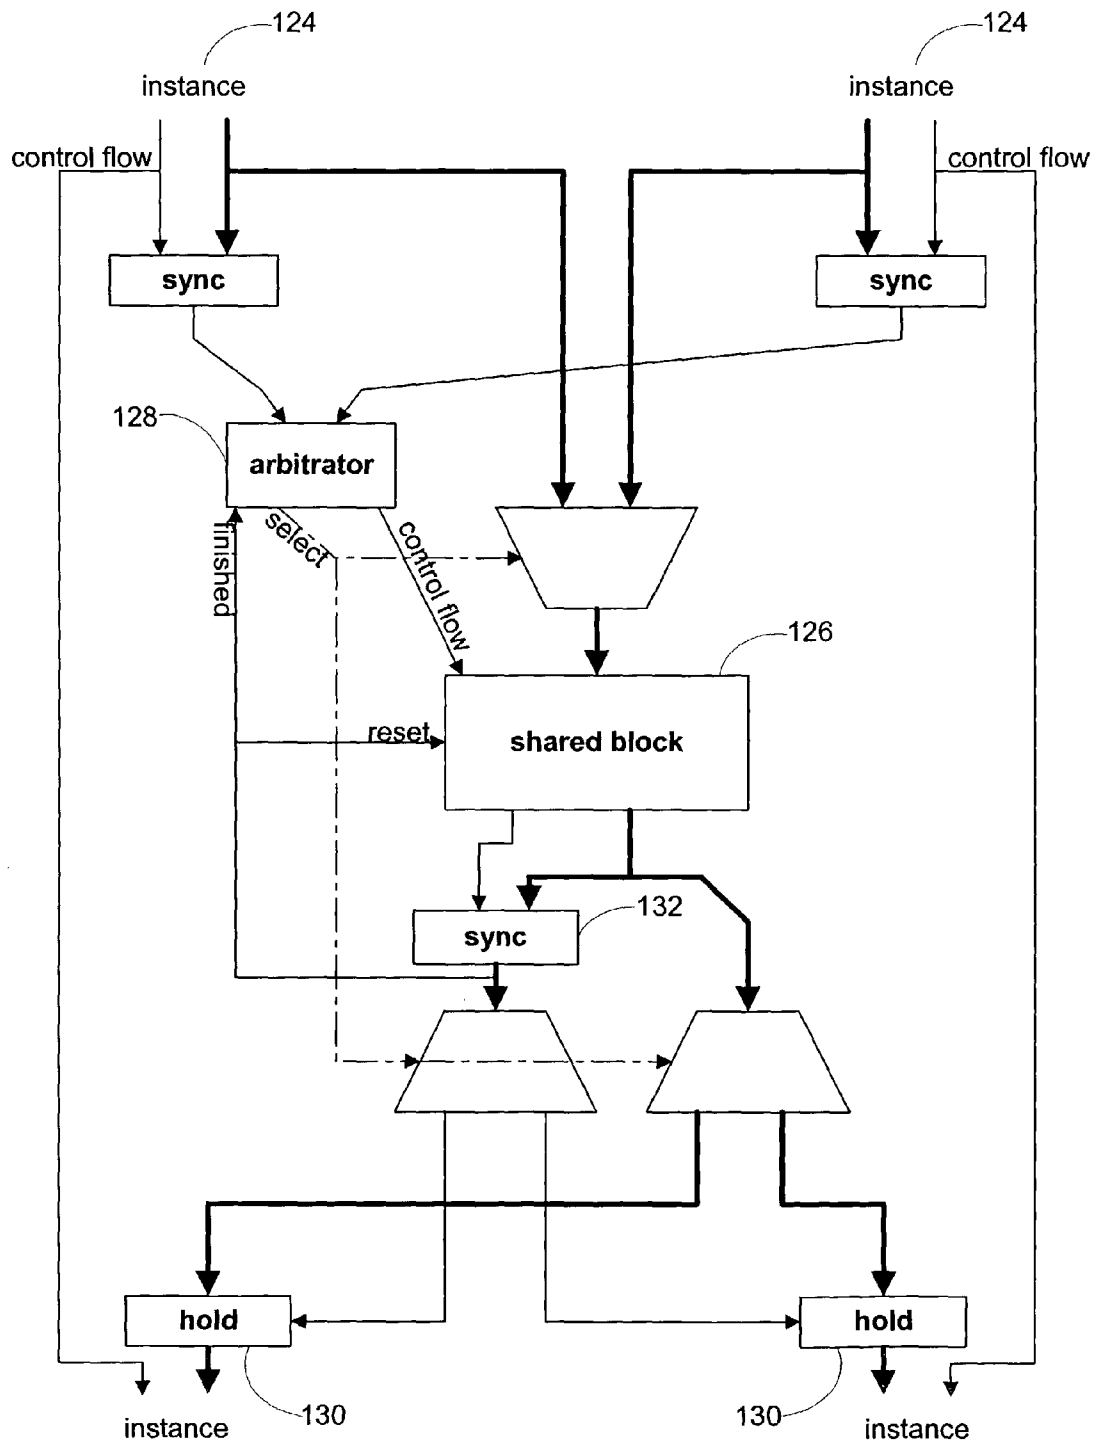 124
124
instance
instance
control flow
control flow
sync
sync
128
arbitrator
select
finished
control flow
126
reset
shared block
132
sync
hold
hold
130
130
instance
instance